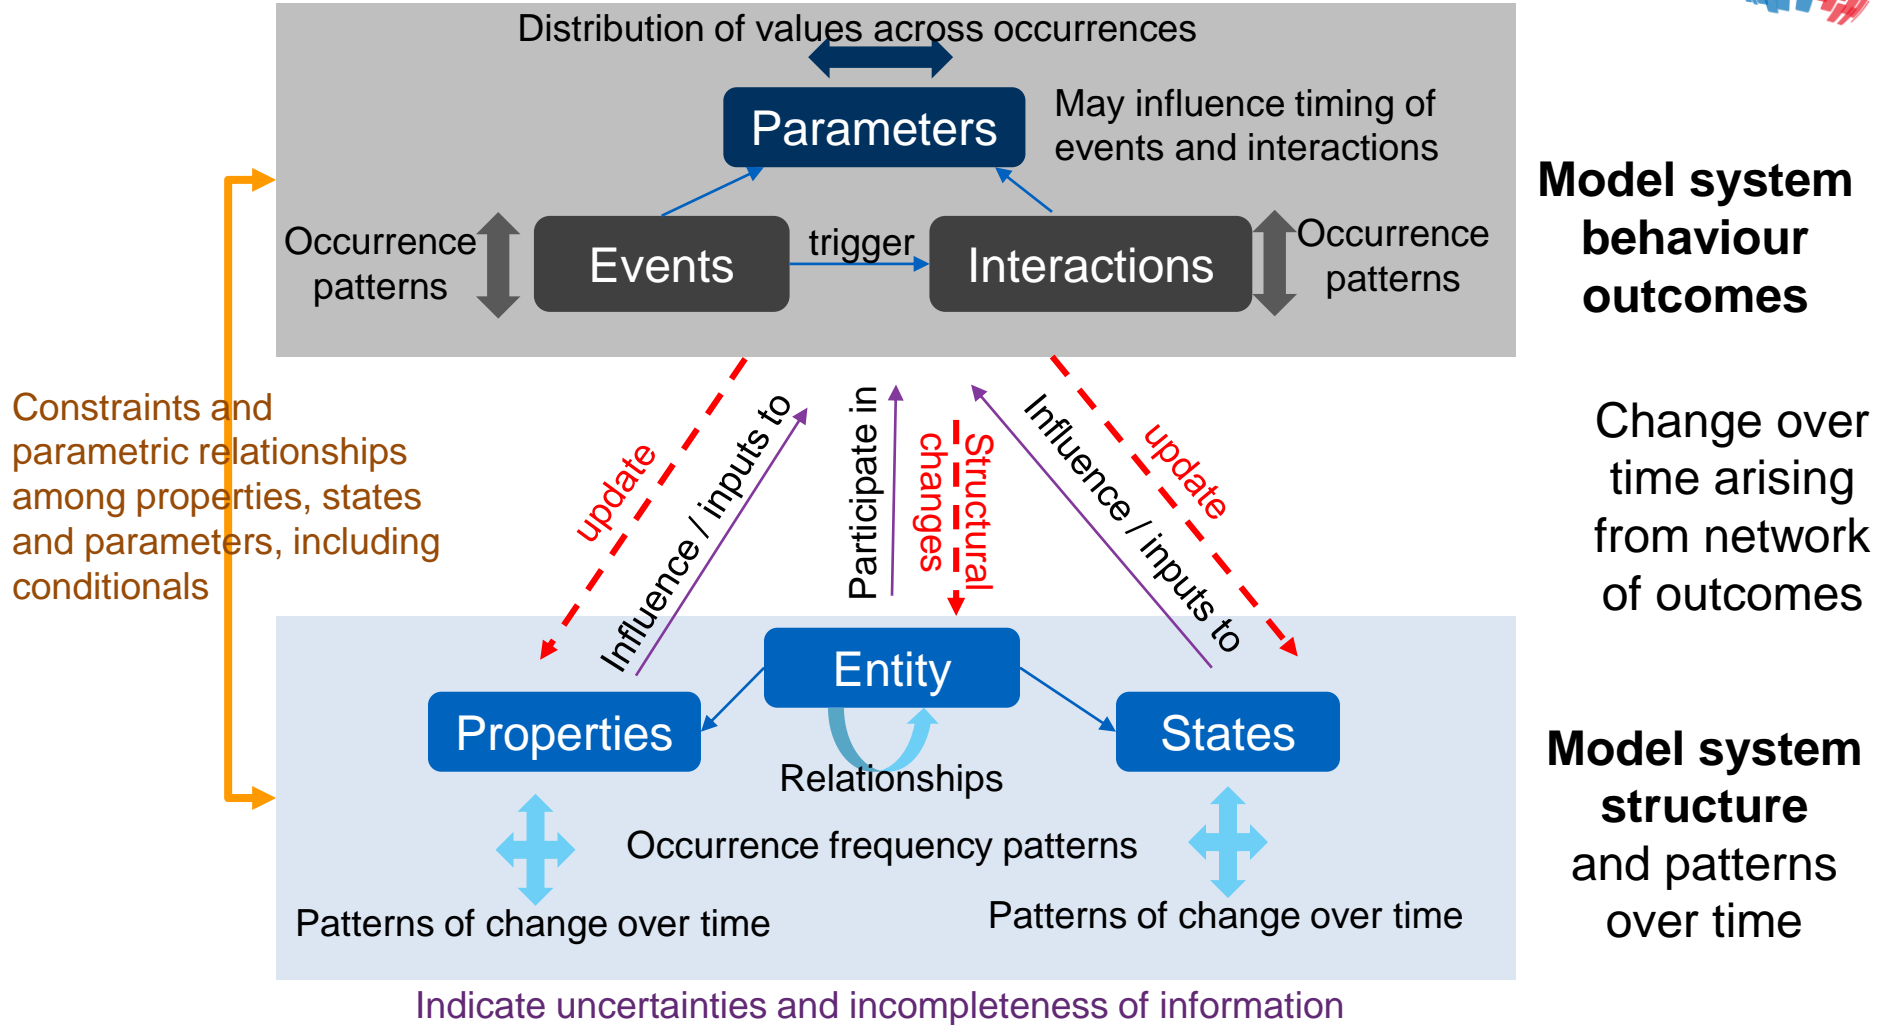 Distribution of values across occurrences
Parameters
May influence timing of
events and interactions
Occurrence
patterns
Events
trigger
Interactions
Occurrence
patterns
Model system
behaviour
outcomes
Constraints and
parametric relationships
among properties, states
and parameters, including
conditionals
update
Influence / inputs to
Participate in
Structural
changes
Influence / inputs to
update
Change over
time arising
from network
of outcomes
Entity
Properties
States
Relationships
Occurrence frequency patterns
Patterns of change over time
Patterns of change over time
Model system
structure
and patterns
over time
Indicate uncertainties and incompleteness of information